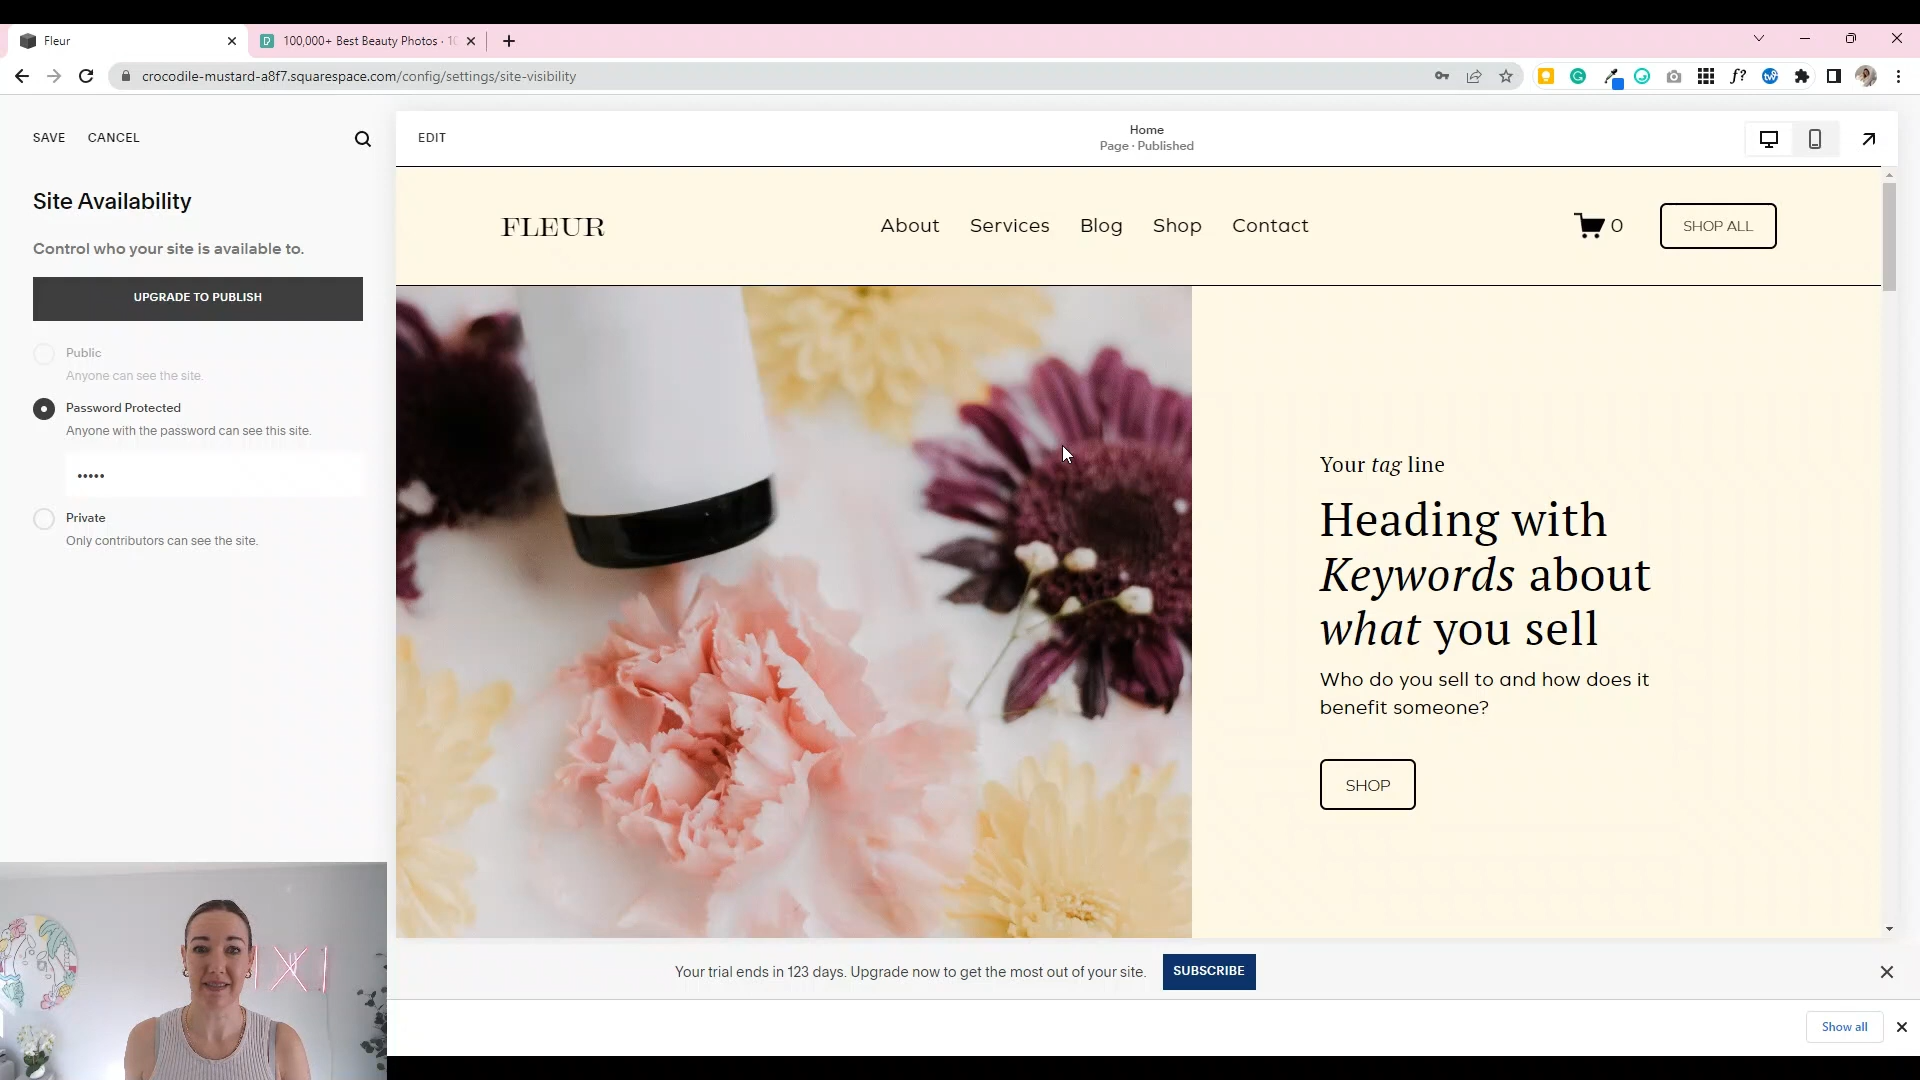 Fleur
100,000+ Best Beauty Photos · 10
crocodile-mustard-a8f7.squarespace.com/config/settings/site-visibility
f?
SAVE CANCEL
EDIT
Home
Page · Published
Site Availability
Control who your site is available to.
UPGRADE TO PUBLISH
Public
Anyone can see the site.
Password Protected
Anyone with the password can see this site.
•••••
Private
Only contributors can see the site.
FLEUR
About Services Blog Shop Contact
0
SHOP ALL
Your tag line
Heading with
Keywords about
what you sell
Who do you sell to and how does it
benefit someone?
SHOP
Your trial ends in 123 days. Upgrade now to get the most out of your site.
SUBSCRIBE
Show all